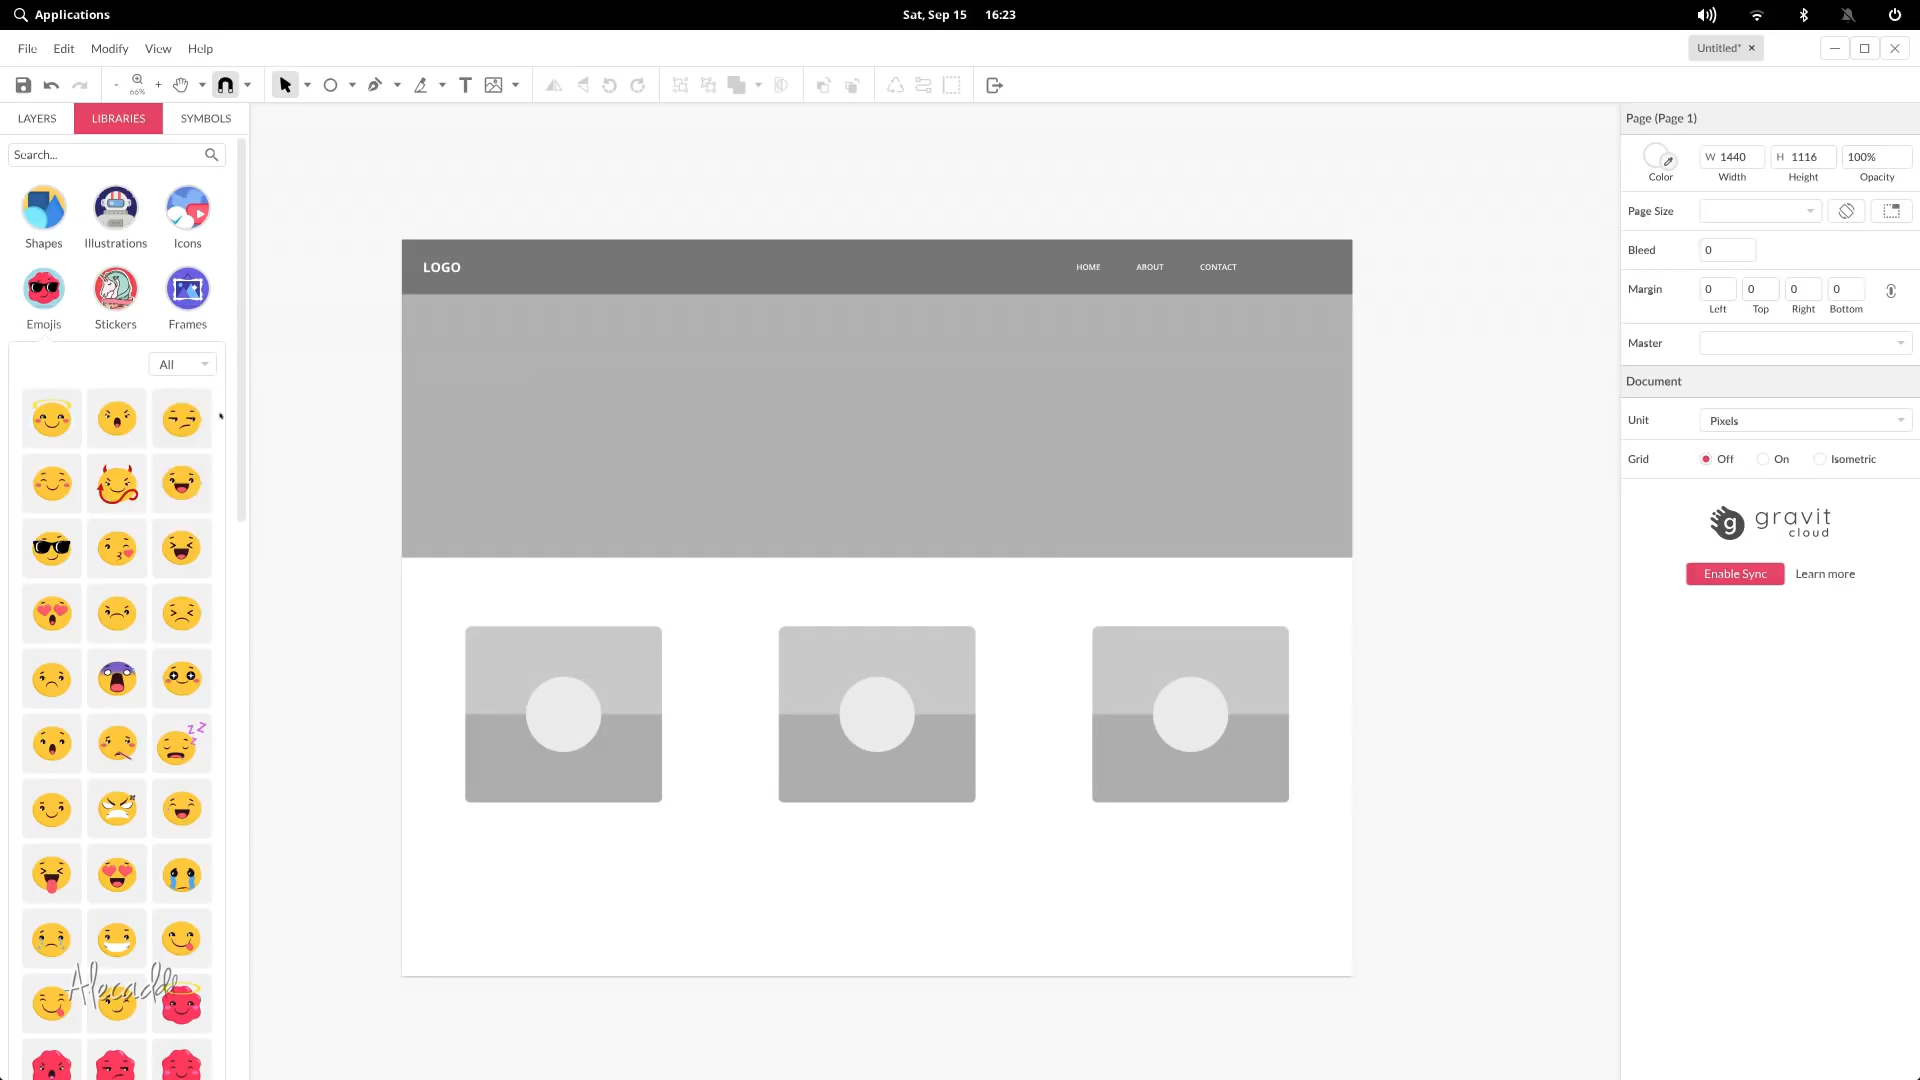 Applications
Sat, Sep 15 16:23
File Edit Modify View Help
Untitled* ×
- 66% +
T
LAYERS LIBRARIES SYMBOLS
Search...
Shapes Illustrations Icons
Emojis Stickers Frames
All
LOGO
HOME ABOUT CONTACT
Page (Page 1)
W 1440 H 1116 100%
Color Width Height Opacity
Page Size
Bleed 0
Margin 0 0 0 0
Left Top Right Bottom
Master
Document
Unit Pixels
Grid Off On Isometric
g gravit
cloud
Enable Sync Learn more